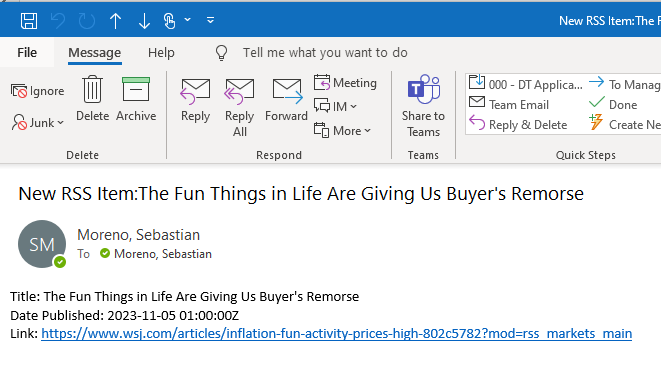 New RSS Item:The F
File Message Help Tell me what you want to do
Ignore
Junk
Delete
Archive
Delete
Reply
Reply All
Forward
Meeting
IM
More
Respond
Share to Teams
Teams
000 - DT Applica...
Team Email
Reply & Delete
To Manag
Done
Create Ne
Quick Steps
New RSS Item:The Fun Things in Life Are Giving Us Buyer's Remorse
SM
Moreno, Sebastian
To Moreno, Sebastian
Title: The Fun Things in Life Are Giving Us Buyer's Remorse
Date Published: 2023-11-05 01:00:00Z
Link: https://www.wsj.com/articles/inflation-fun-activity-prices-high-802c5782?mod=rss_markets_main